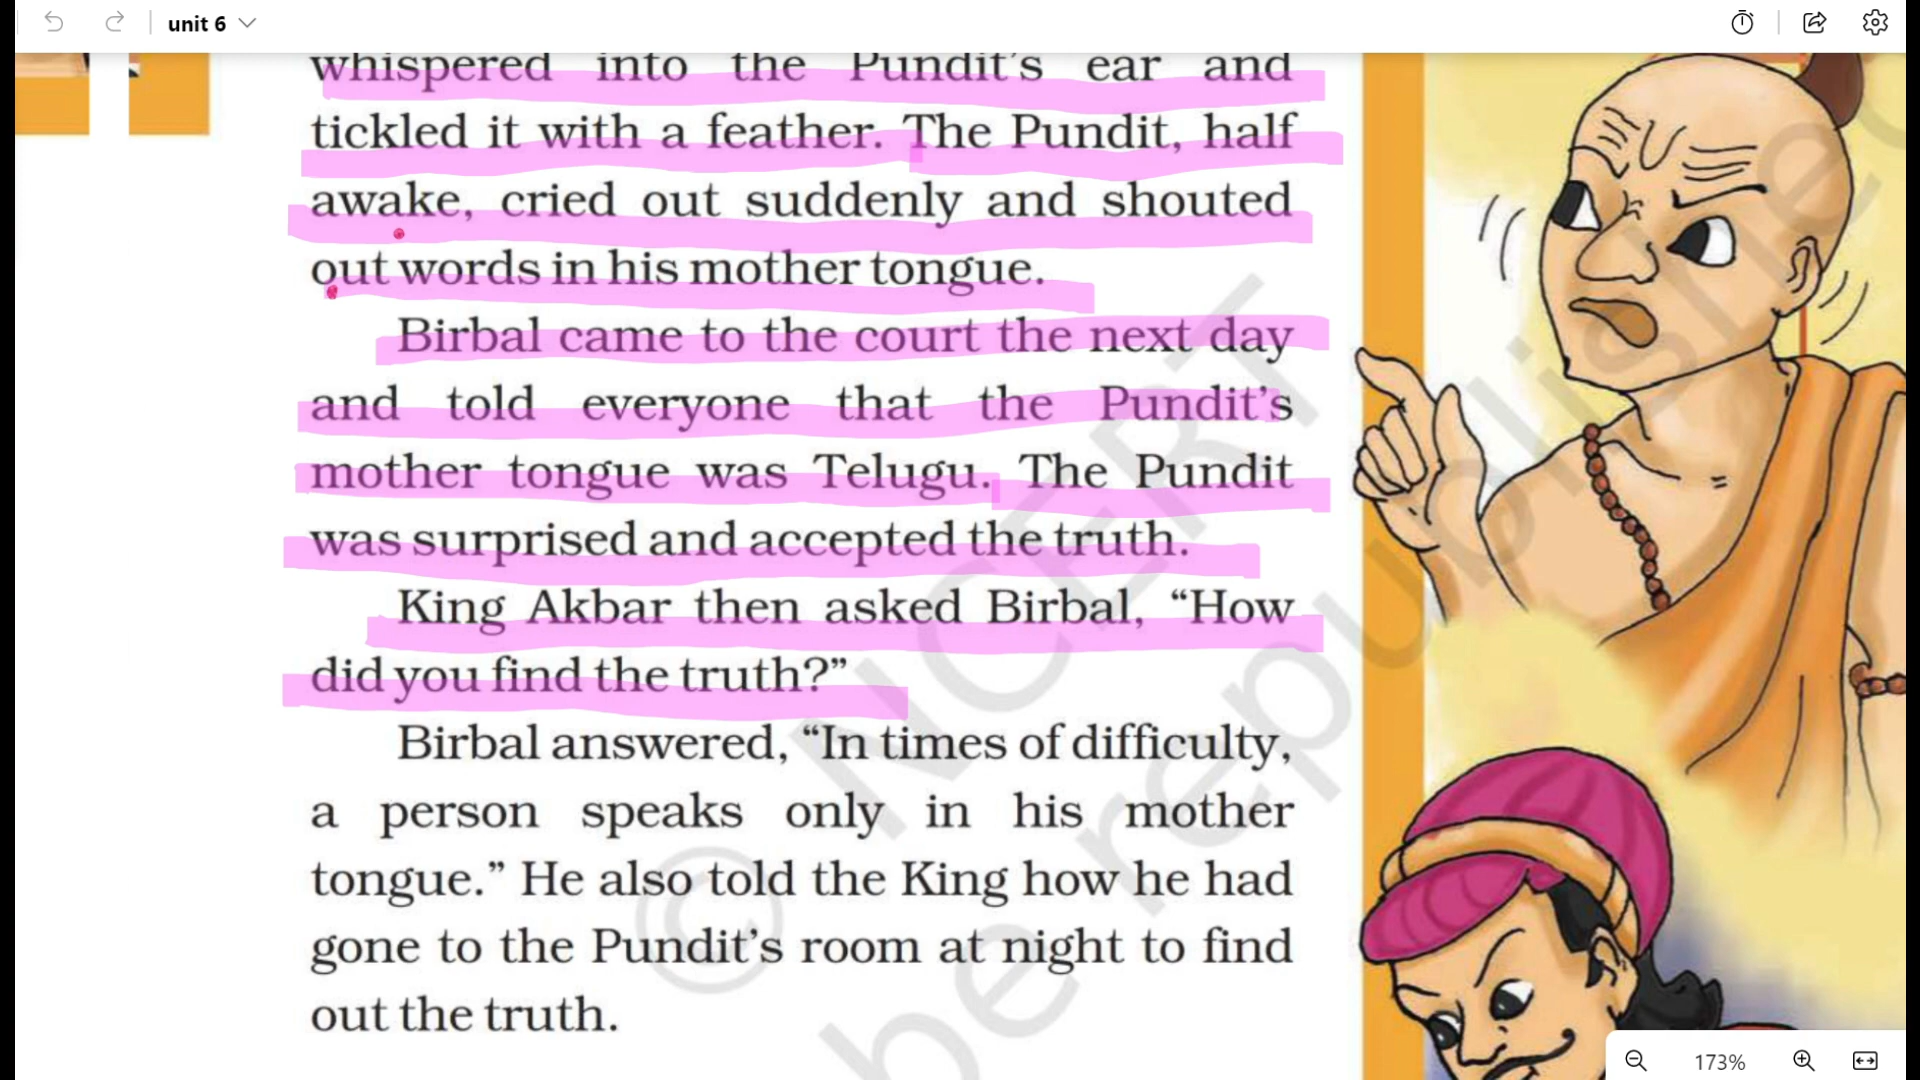 unit 6
whispered into the Pundit's ear and
tickled it with a feather. The Pundit, half
awake, cried out suddenly and shouted
out words in his mother tongue.
Birbal came to the court the next day
and told everyone that the Pundit's
mother tongue was Telugu. The Pundit
was surprised and accepted the truth.
King Akbar then asked Birbal, “How
did you find the truth?”
Birbal answered, “In times of difficulty,
a person speaks only in his mother
tongue.” He also told the King how he had
gone to the Pundit's room at night to find
out the truth.
© NCERT
be republished
173%